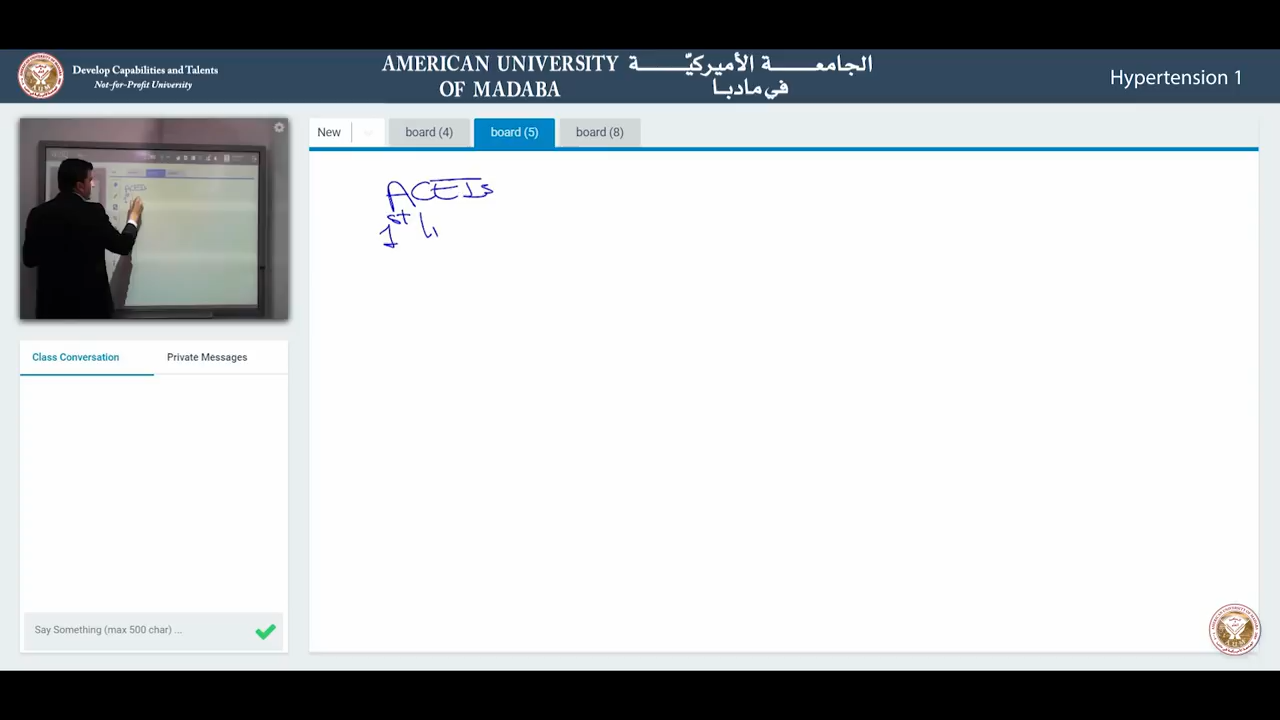 Develop Capabilities and Talents
Not-for-Profit University
AMERICAN UNIVERSITY
OF MADABA
الجامعة الأميركيّة
في مادبا
Hypertension 1
New
board (4)
board (5)
board (8)
ACEIs
1st
Class Conversation
Private Messages
Say Something (max 500 char) ...